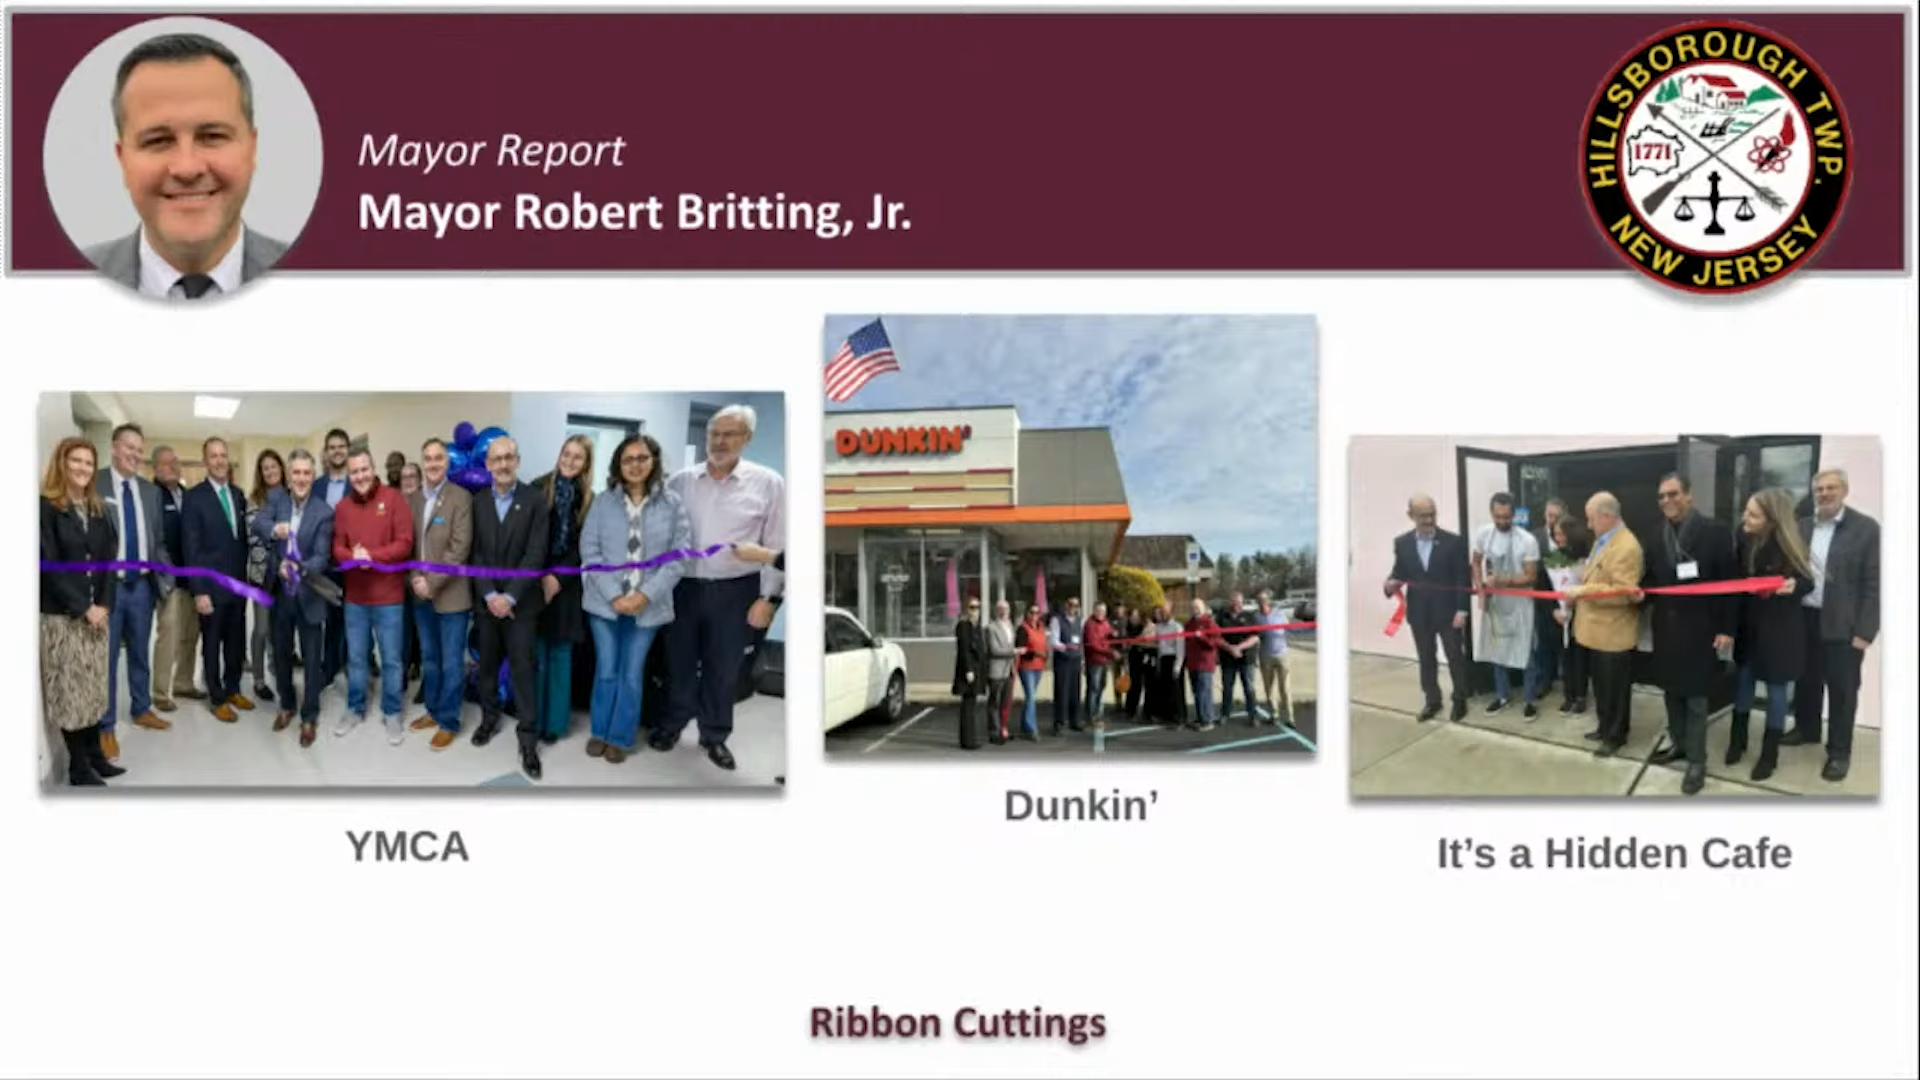 Mayor Report
Mayor Robert Britting, Jr.
HILLSBOROUGH TWP.
1771
NEW JERSEY
DUNKIN'
YMCA
Dunkin’
It’s a Hidden Cafe
Ribbon Cuttings